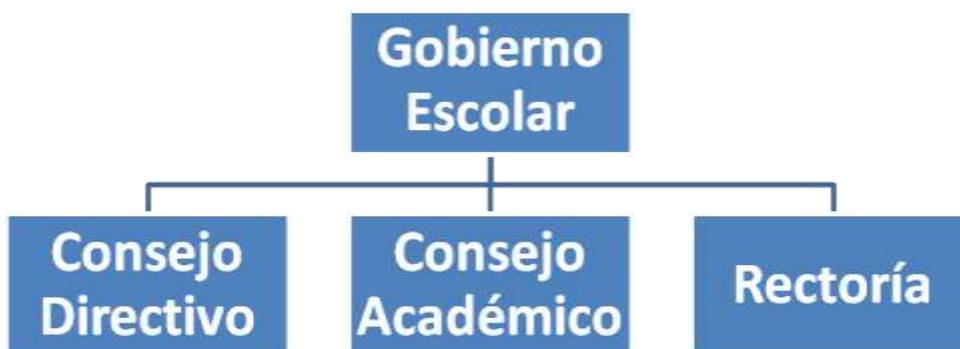 Gobierno
Escolar
Consejo
Directivo
Consejo
Académico
Rectoría